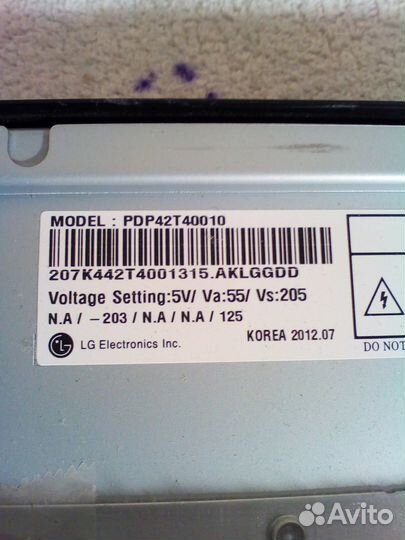 MODEL : PDP42T40010
207K442T4001315.AKLGGDD
Voltage Setting:5V/ Va:55/ Vs:205
N.A / -203 / N.A / N.A / 125
LG Electronics Inc.
KOREA 2012.07
DO NOT
Avito